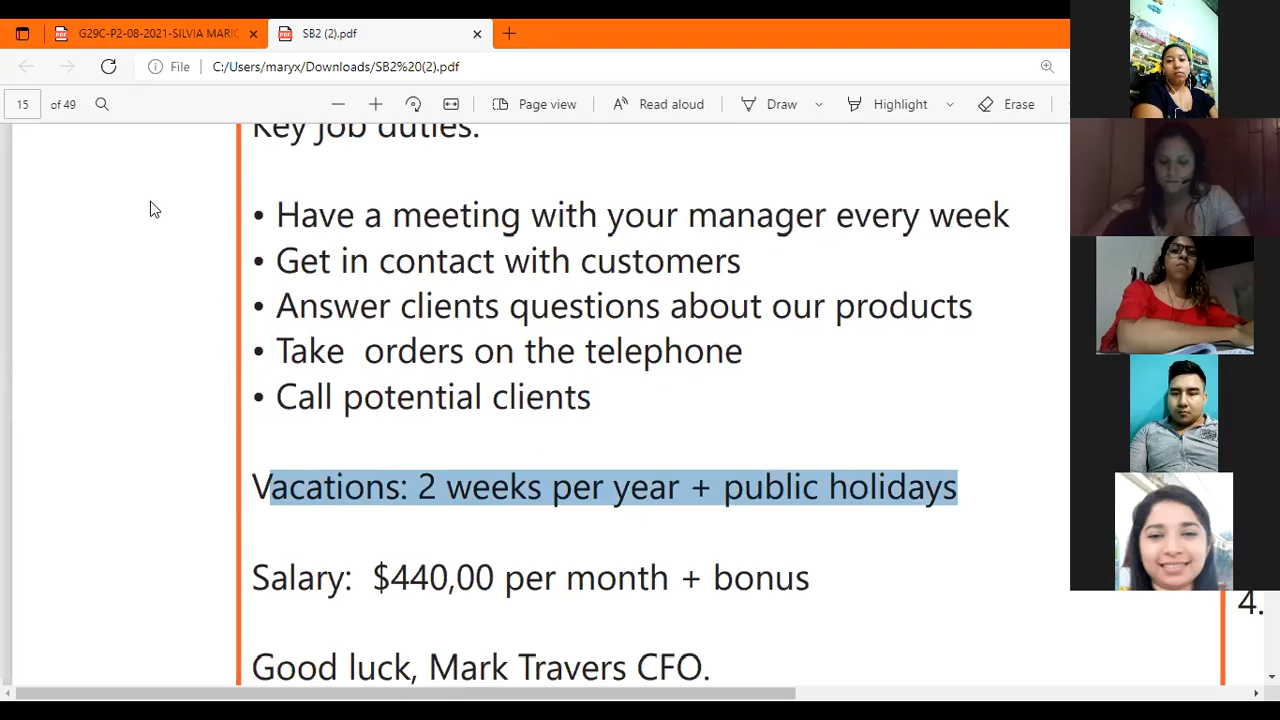 G29C-P2-08-2021-SILVIA MARIC
SB2 (2).pdf
File C:/Users/maryx/Downloads/SB2%20(2).pdf
15 of 49 Page view Read aloud Draw Highlight Erase
Key job duties:
• Have a meeting with your manager every week
• Get in contact with customers
• Answer clients questions about our products
• Take orders on the telephone
• Call potential clients
Vacations: 2 weeks per year + public holidays
Salary: $440,00 per month + bonus
4.
Good luck, Mark Travers CFO.